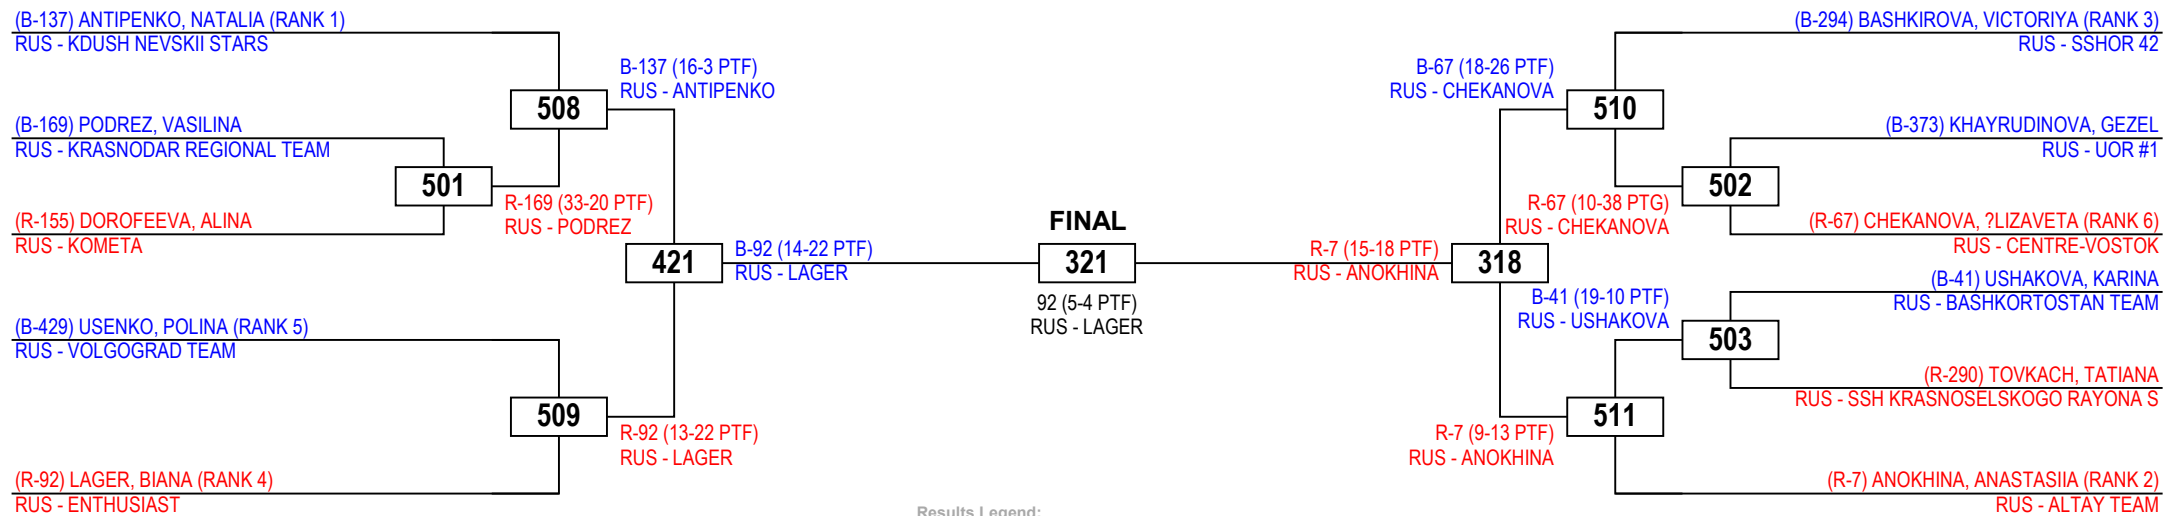 (B-137) ANTIPENKO, NATALIA (RANK 1)
RUS - KDUSH NEVSKII STARS
(B-169) PODREZ, VASILINA
RUS - KRASNODAR REGIONAL TEAM
(R-155) DOROFEEVA, ALINA
RUS - KOMETA
(B-429) USENKO, POLINA (RANK 5)
RUS - VOLGOGRAD TEAM
(R-92) LAGER, BIANA (RANK 4)
RUS - ENTHUSIAST
501
R-169 (33-20 PTF)
RUS - PODREZ
508
B-137 (16-3 PTF)
RUS - ANTIPENKO
509
R-92 (13-22 PTF)
RUS - LAGER
421
B-92 (14-22 PTF)
RUS - LAGER
FINAL
321
92 (5-4 PTF)
RUS - LAGER
R-7 (15-18 PTF)
RUS - ANOKHINA
318
B-67 (18-26 PTF)
RUS - CHEKANOVA
510
R-67 (10-38 PTG)
RUS - CHEKANOVA
502
B-41 (19-10 PTF)
RUS - USHAKOVA
503
R-7 (9-13 PTF)
RUS - ANOKHINA
511
(B-294) BASHKIROVA, VICTORIYA (RANK 3)
RUS - SSHOR 42
(B-373) KHAYRUDINOVA, GEZEL
RUS - UOR #1
(R-67) CHEKANOVA, ?LIZAVETA (RANK 6)
RUS - CENTRE-VOSTOK
(B-41) USHAKOVA, KARINA
RUS - BASHKORTOSTAN TEAM
(R-290) TOVKACH, TATIANA
RUS - SSH KRASNOSELSKOGO RAYONA S
(R-7) ANOKHINA, ANASTASIIA (RANK 2)
RUS - ALTAY TEAM
Results Legend: